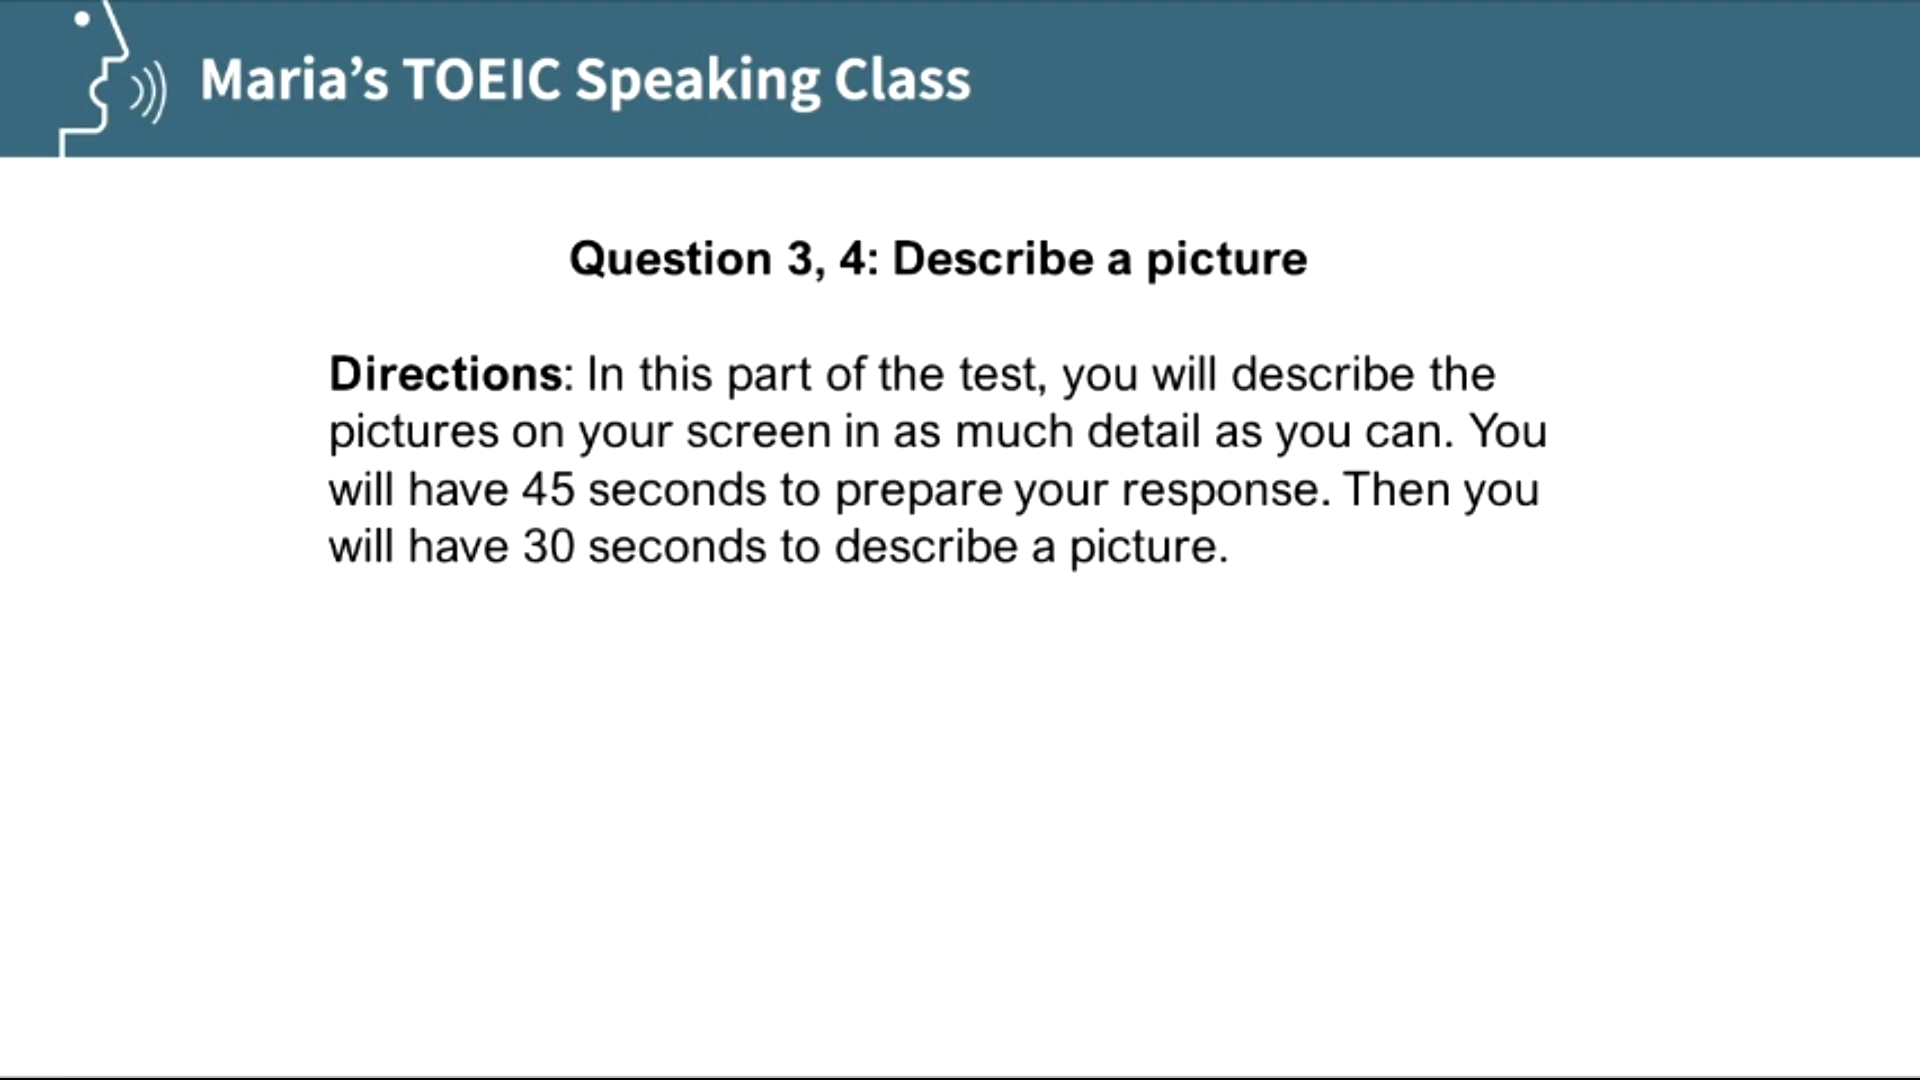 Maria’s TOEIC Speaking Class
Question 3, 4: Describe a picture
Directions: In this part of the test, you will describe the
pictures on your screen in as much detail as you can. You
will have 45 seconds to prepare your response. Then you
will have 30 seconds to describe a picture.